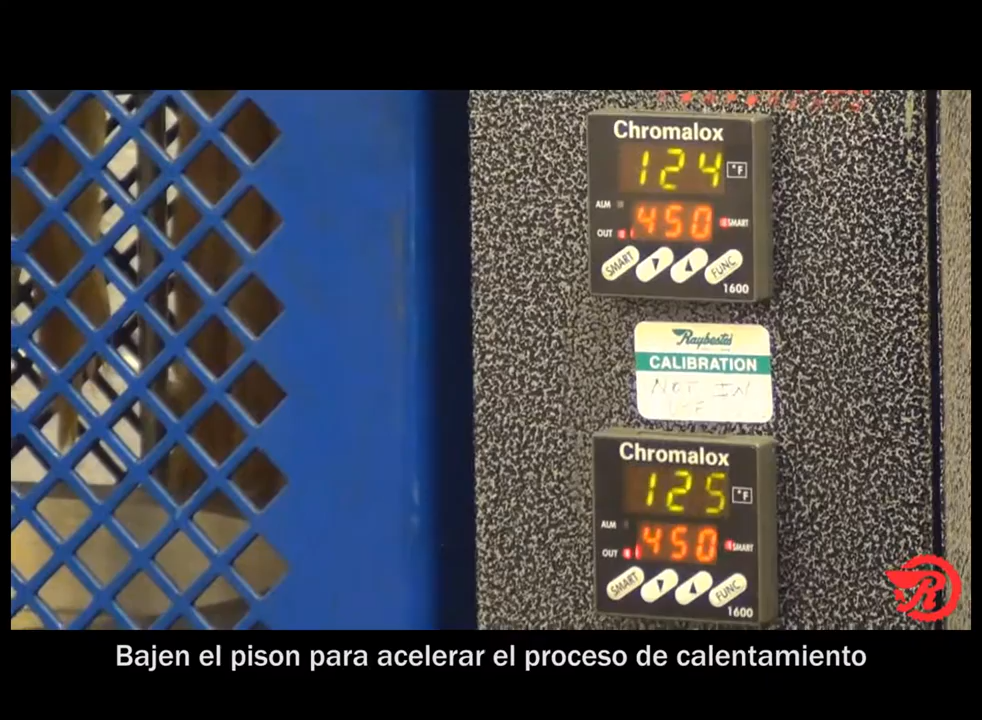 Chromalox
124 °F
ALM
450 SMART
OUT
SMART FUNC
1600
Raybestos
CALIBRATION
NOT IN
Chromalox
125 °F
ALM
450 SMART
OUT
SMART FUNC
1600
R
Bajen el pison para acelerar el proceso de calentamiento